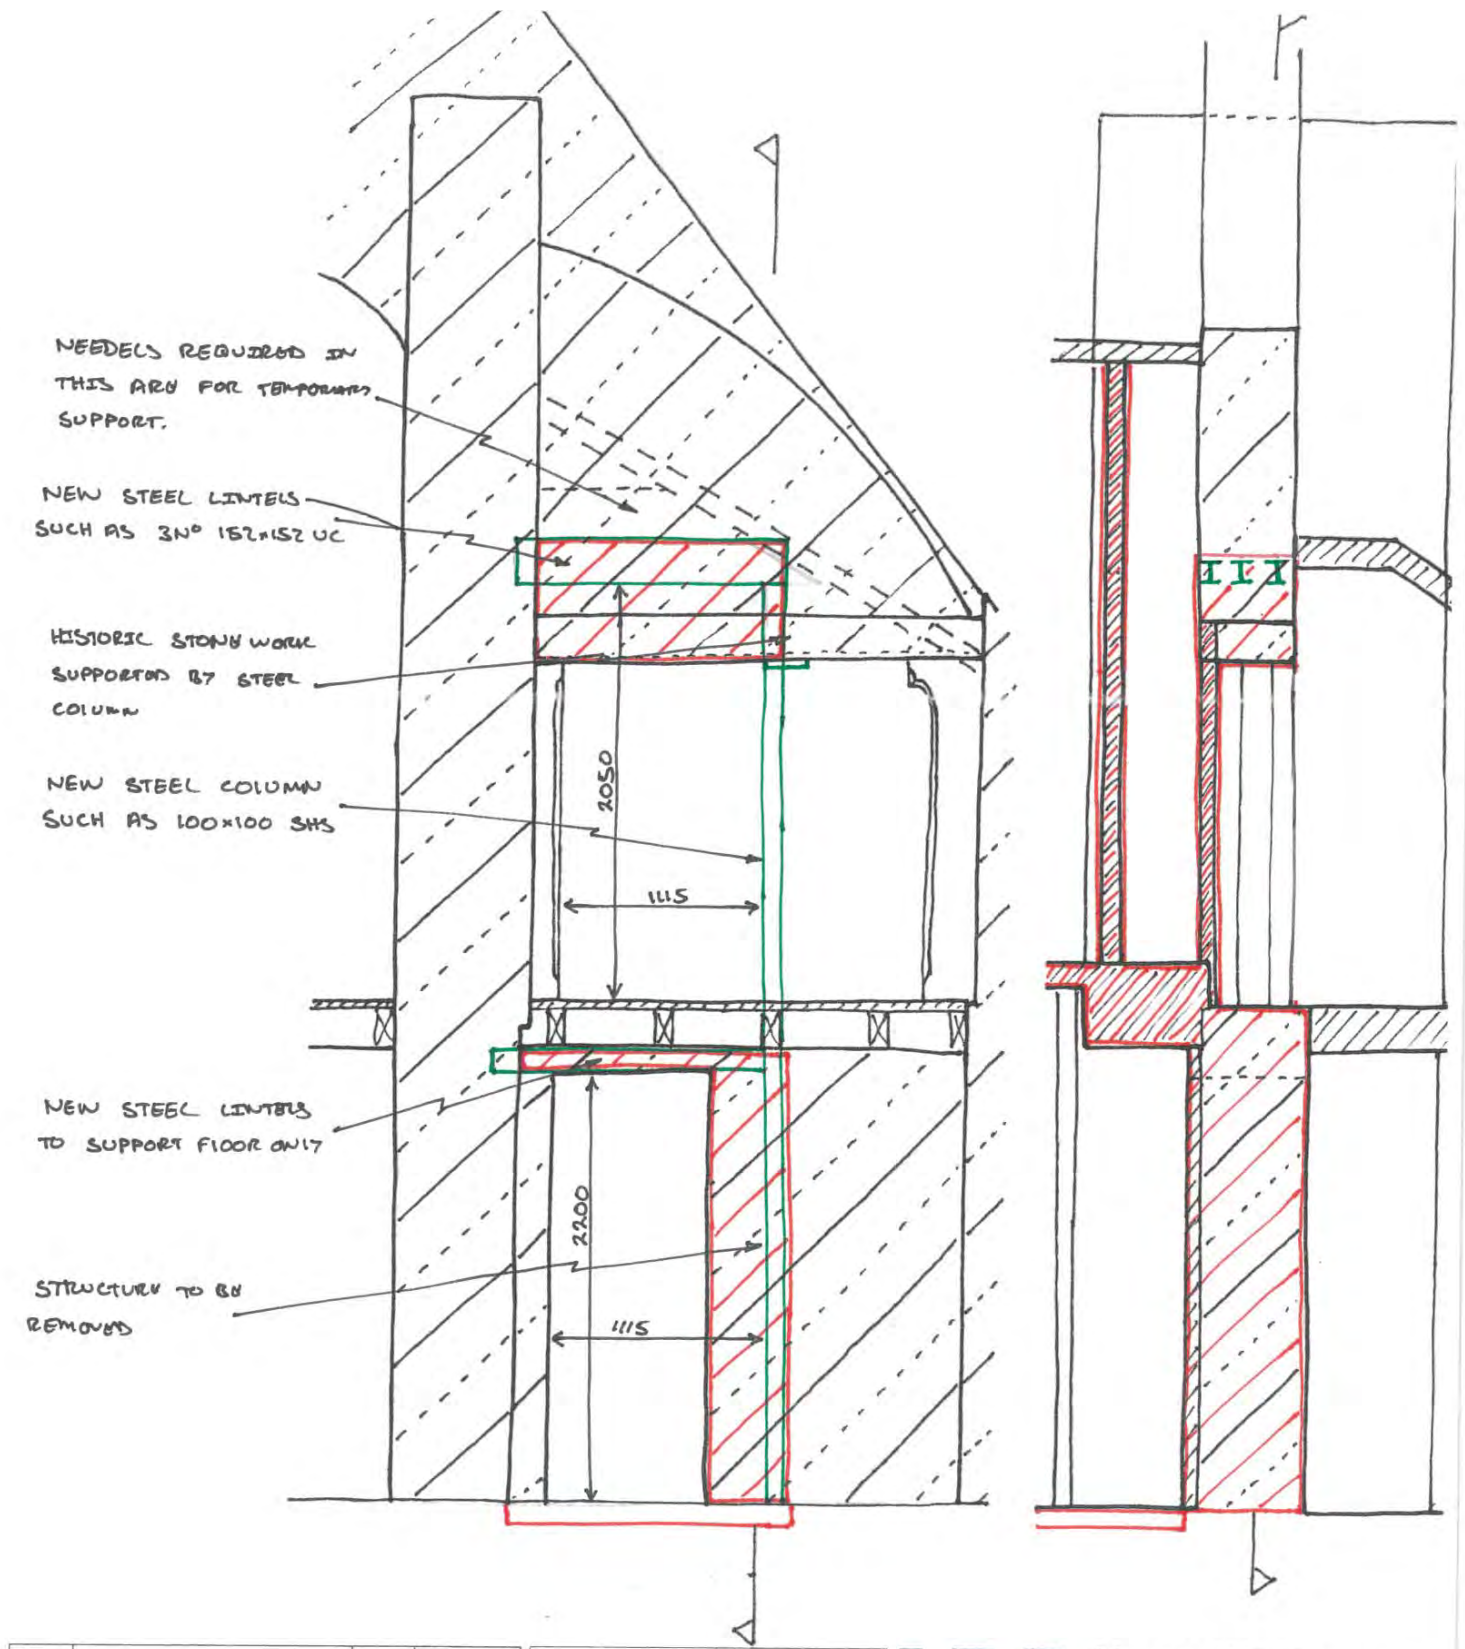 NEEDELS REQUIRED IN
THIS ARE FOR TEMPORARY
SUPPORT.
NEW STEEL LINTELS
SUCH AS 3Nº 152x152 UC
HISTORIC STONE WORK
SUPPORTED BY STEEL
COLUMN
NEW STEEL COLUMN
SUCH AS 100x100 SHS
2050
1115
NEW STEEL LINTELS
TO SUPPORT FLOOR ONLY
2200
STRUCTURE TO BE
REMOVED
1115